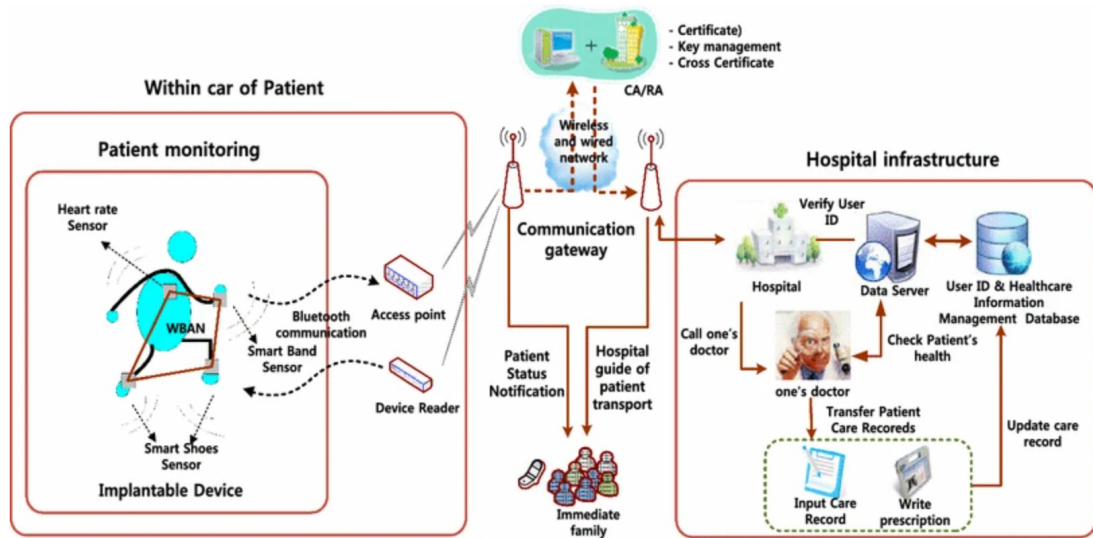 - Certificate)
- Key management
- Cross Certificate
CA/RA
Within car of Patient
Wireless
and wired
network
Patient monitoring
Hospital infrastructure
Heart rate
Sensor
Verify User
ID
Communication
gateway
Hospital
Data Server
User ID & Healthcare
Information
Management Database
WBAN
Bluetooth
communication
Access point
Smart Band
Sensor
Call one's
doctor
Check Patient's
health
Patient
Status
Notification
Hospital
guide of
patient
transport
one's doctor
Device Reader
Transfer Patient
Care Recoreds
Update care
record
Smart Shoes
Sensor
Implantable Device
Input Care
Record
Write
prescription
Immediate
family